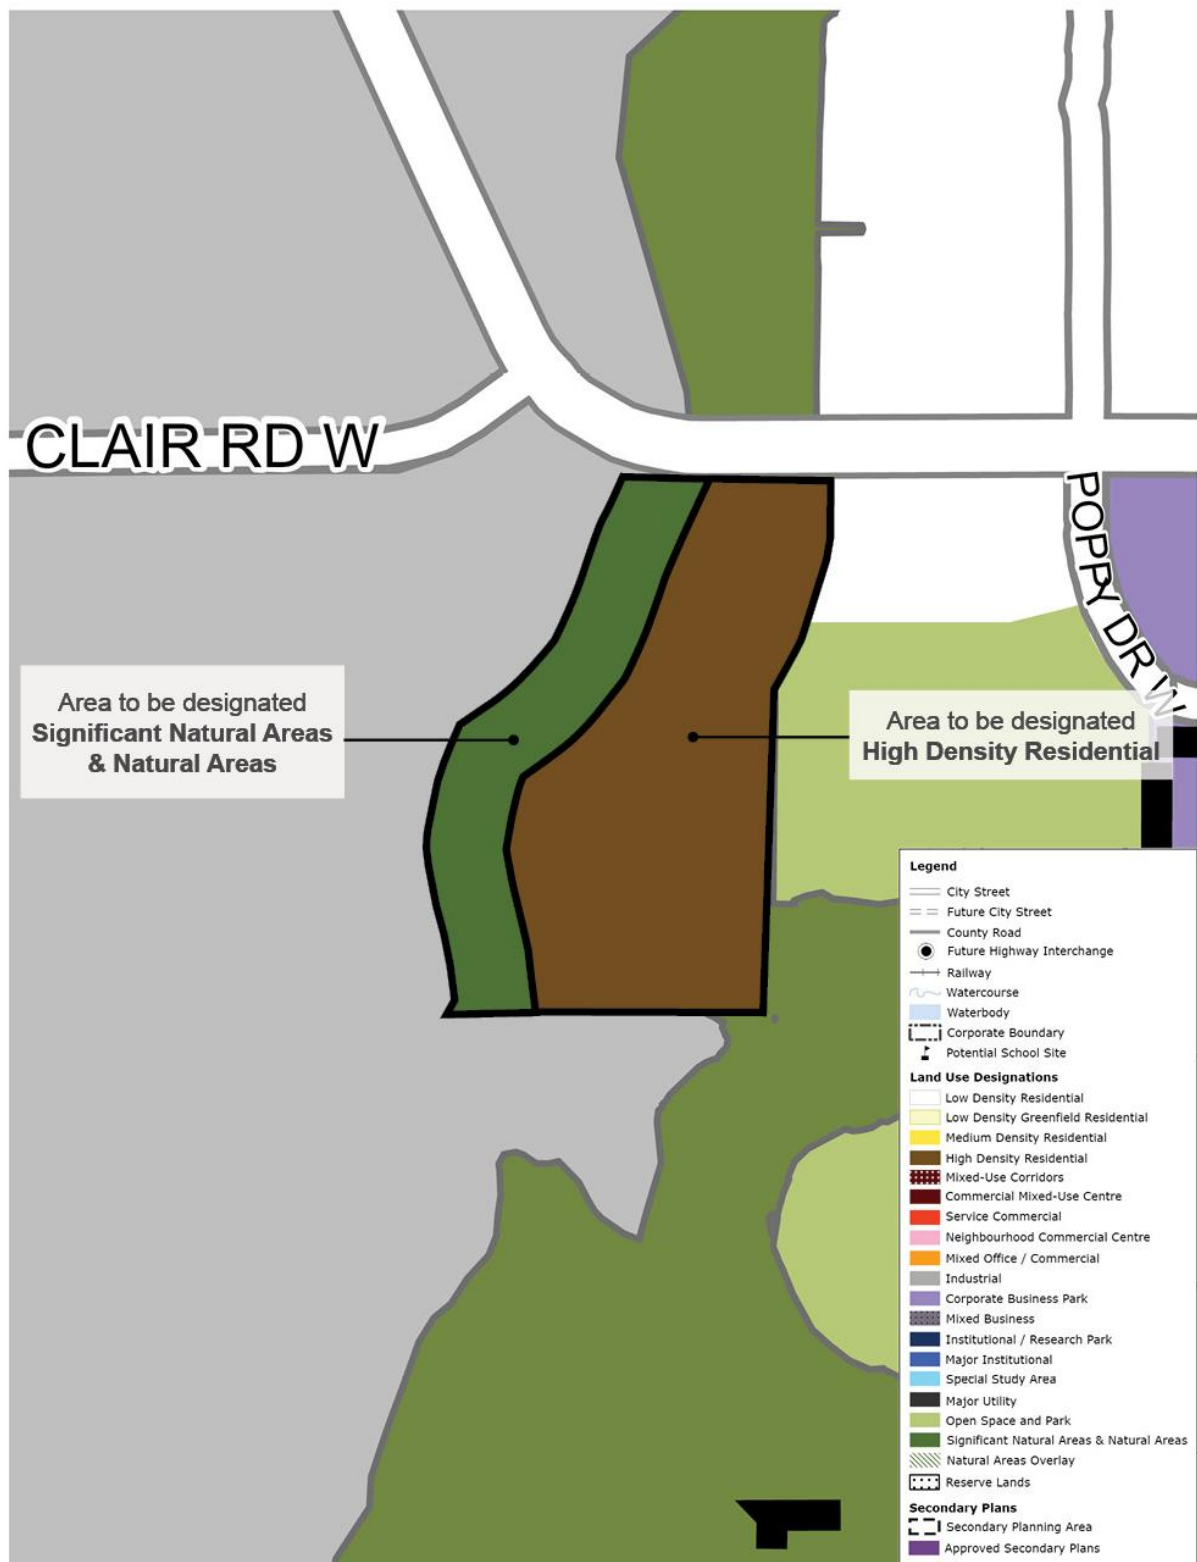 CLAIR RD W
POPPY DR W
Area to be designated
Significant Natural Areas
& Natural Areas
Area to be designated
High Density Residential
Legend
City Street
Future City Street
County Road
Future Highway Interchange
Railway
Watercourse
Waterbody
Corporate Boundary
Potential School Site
Land Use Designations
Low Density Residential
Low Density Greenfield Residential
Medium Density Residential
High Density Residential
Mixed-Use Corridors
Commercial Mixed-Use Centre
Service Commercial
Neighbourhood Commercial Centre
Mixed Office / Commercial
Industrial
Corporate Business Park
Mixed Business
Institutional / Research Park
Major Institutional
Special Study Area
Major Utility
Open Space and Park
Significant Natural Areas & Natural Areas
Natural Areas Overlay
Reserve Lands
Secondary Plans
Secondary Planning Area
Approved Secondary Plans